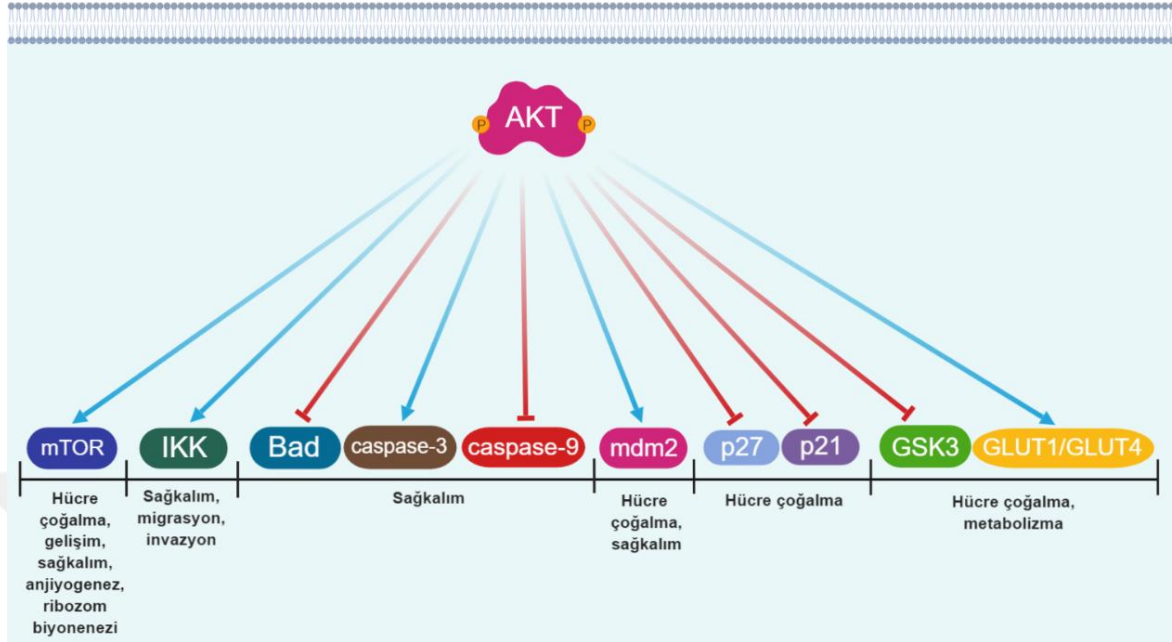 AKT
P
P
mTOR
IKK
Bad
caspase-3
caspase-9
mdm2
p27
p21
GSK3
GLUT1/GLUT4
Hücre
çoğalma,
gelişim,
sağkalım,
anjiyogenez,
ribozom
biyonenezi
Sağkalım,
migrasyon,
invazyon
Sağkalım
Hücre
çoğalma,
sağkalım
Hücre çoğalma
Hücre çoğalma,
metabolizma